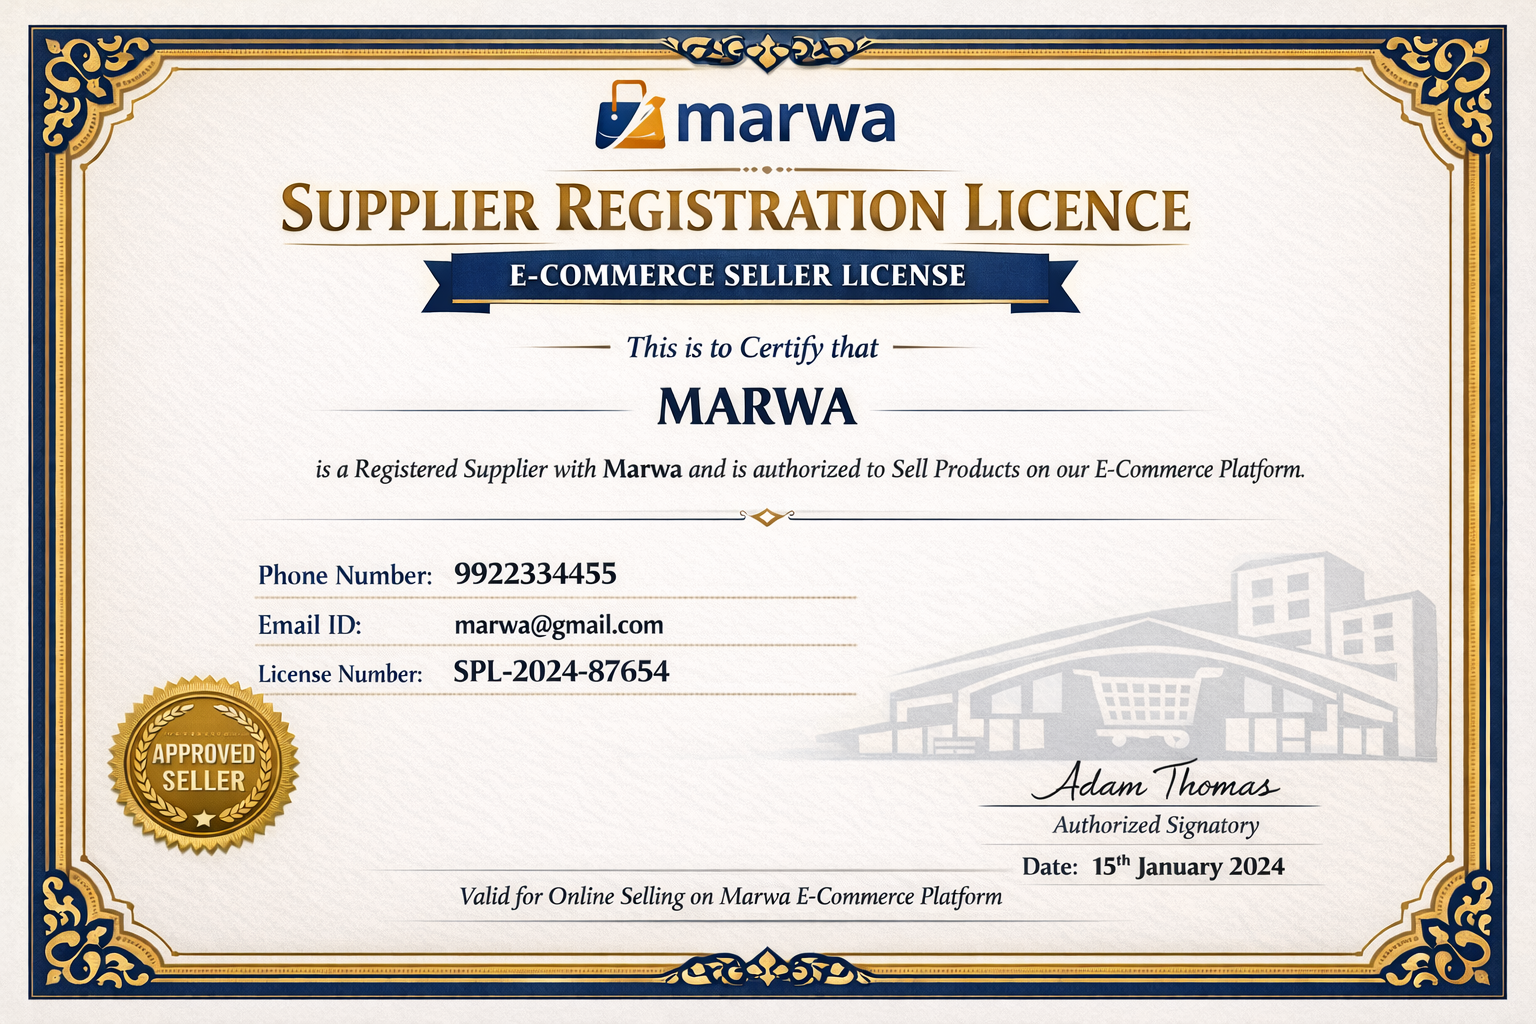 marwa
SUPPLIER REGISTRATION LICENCE
E-COMMERCE SELLER LICENSE
This is to Certify that
MARWA
is a Registered Supplier with Marwa and is authorized to Sell Products on our E-Commerce Platform.
Phone Number: 9922334455
Email ID: marwa@gmail.com
License Number: SPL-2024-87654
APPROVED
SELLER
Adam Thomas
Authorized Signatory
Date: 15th January 2024
Valid for Online Selling on Marwa E-Commerce Platform